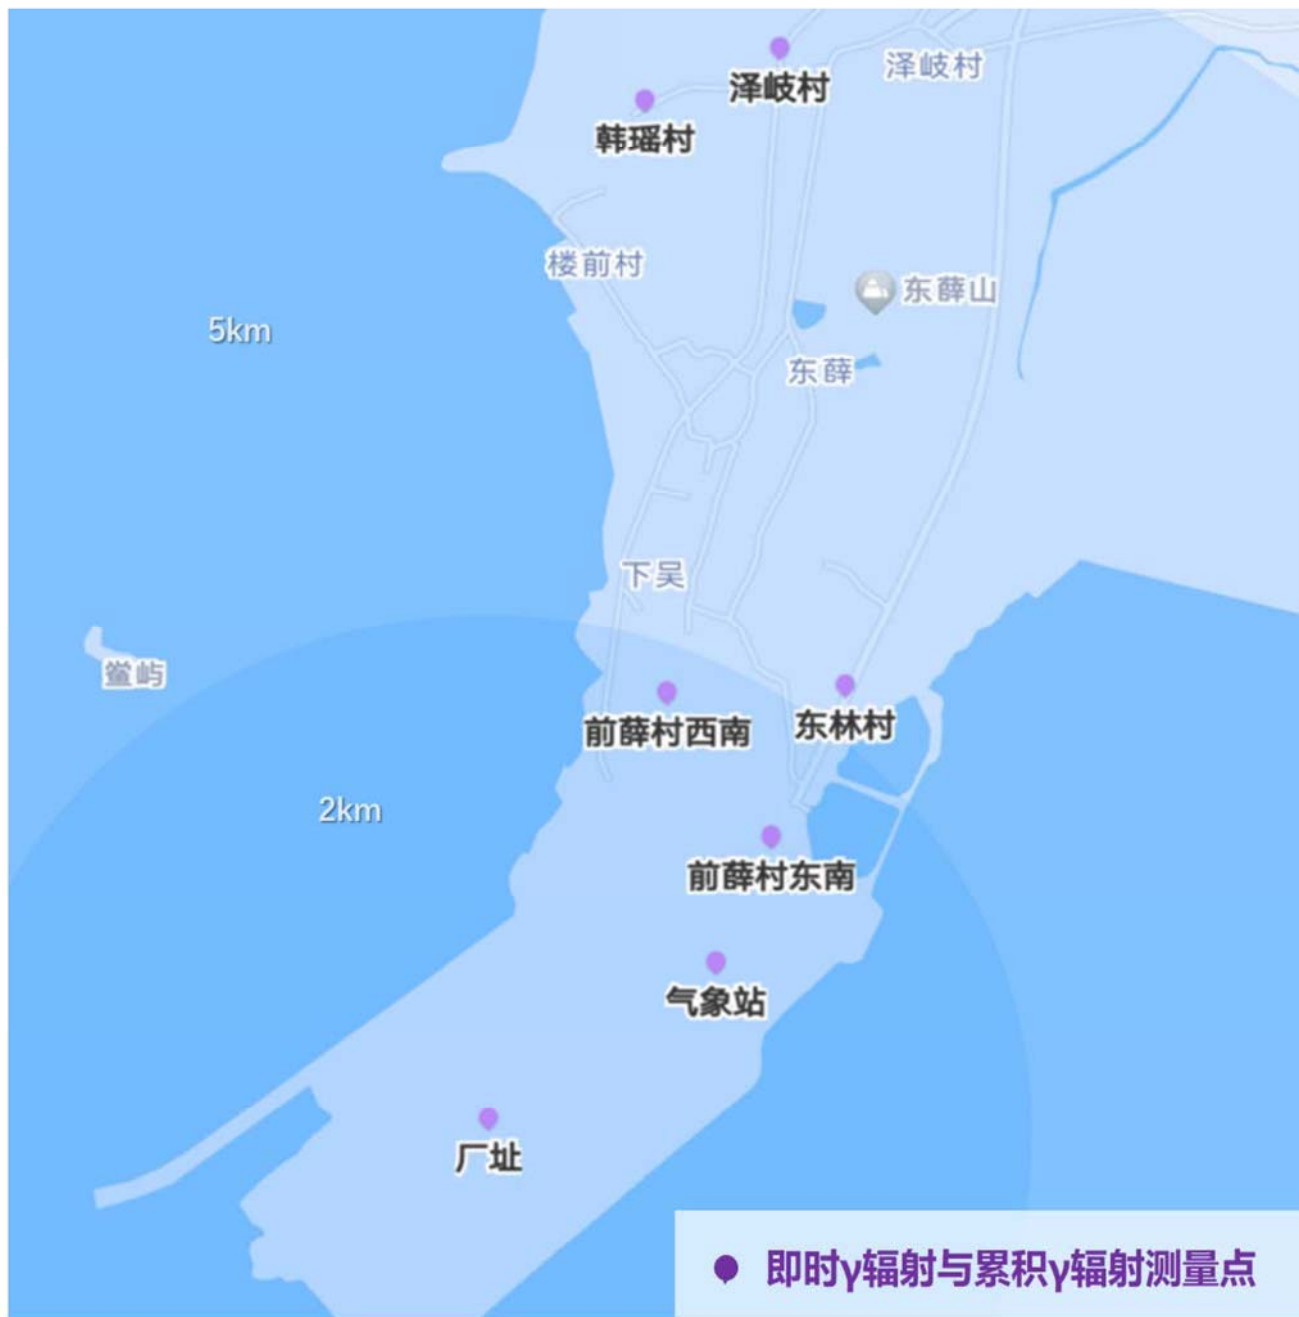 泽岐村
泽岐村
韩瑶村
楼前村
东薛山
5km
东薛
下吴
鲎屿
前薛村西南
东林村
2km
前薛村东南
气象站
厂址
即时γ辐射与累积γ辐射测量点